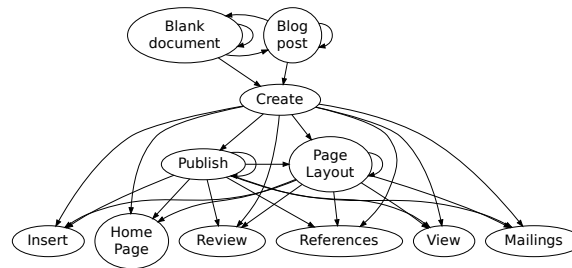 Blank
document
Blog
post
Create
Publish
Page
Layout
Insert
Home
Page
Review
References
View
Mailings